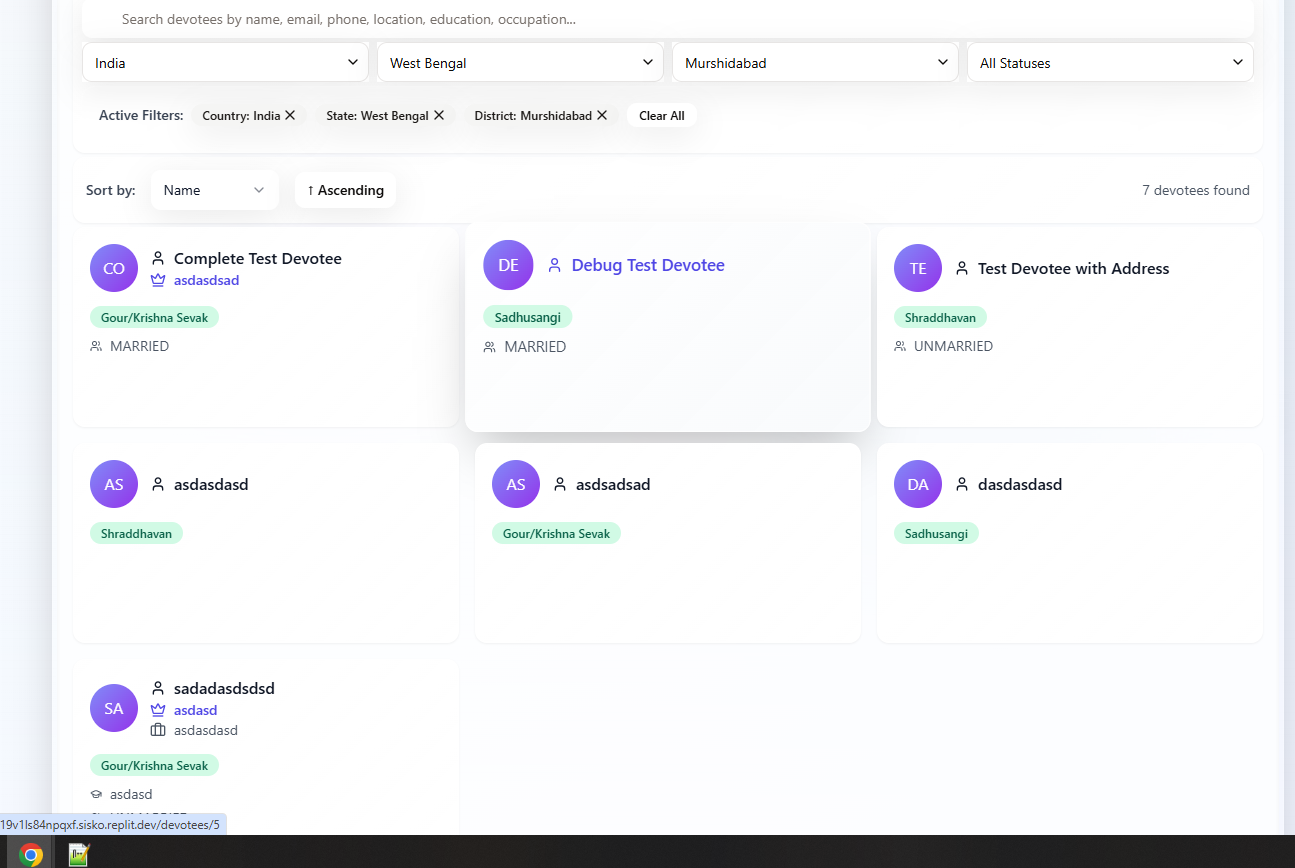 Search devotees by name, email, phone, location, education, occupation...
India West Bengal Murshidabad All Statuses
Active Filters: Country: India State: West Bengal District: Murshidabad Clear All
Sort by: Name ↑ Ascending 7 devotees found
CO Complete Test Devotee
asdasdsad
Gour/Krishna Sevak
MARRIED
DE Debug Test Devotee
Sadhusangi
MARRIED
TE Test Devotee with Address
Shraddhavan
UNMARRIED
AS asdasdasd
Shraddhavan
AS asdsadsad
Gour/Krishna Sevak
DA dasdasdasd
Sadhusangi
SA sadadasdsdsd
asdasd
asdasdasd
Gour/Krishna Sevak
asdasd
19v1ls84npqxf.sisko.replit.dev/devotees/5